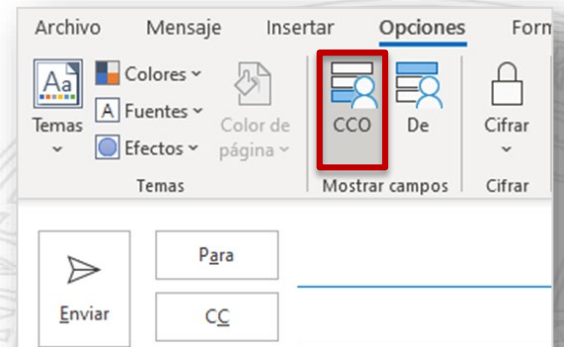 Archivo Mensaje Insertar Opciones Form
Aa Colores
A Fuentes
Efectos
Temas
Color de
página
CCO De Cifrar
Temas Mostrar campos Cifrar
Enviar
Para
CC